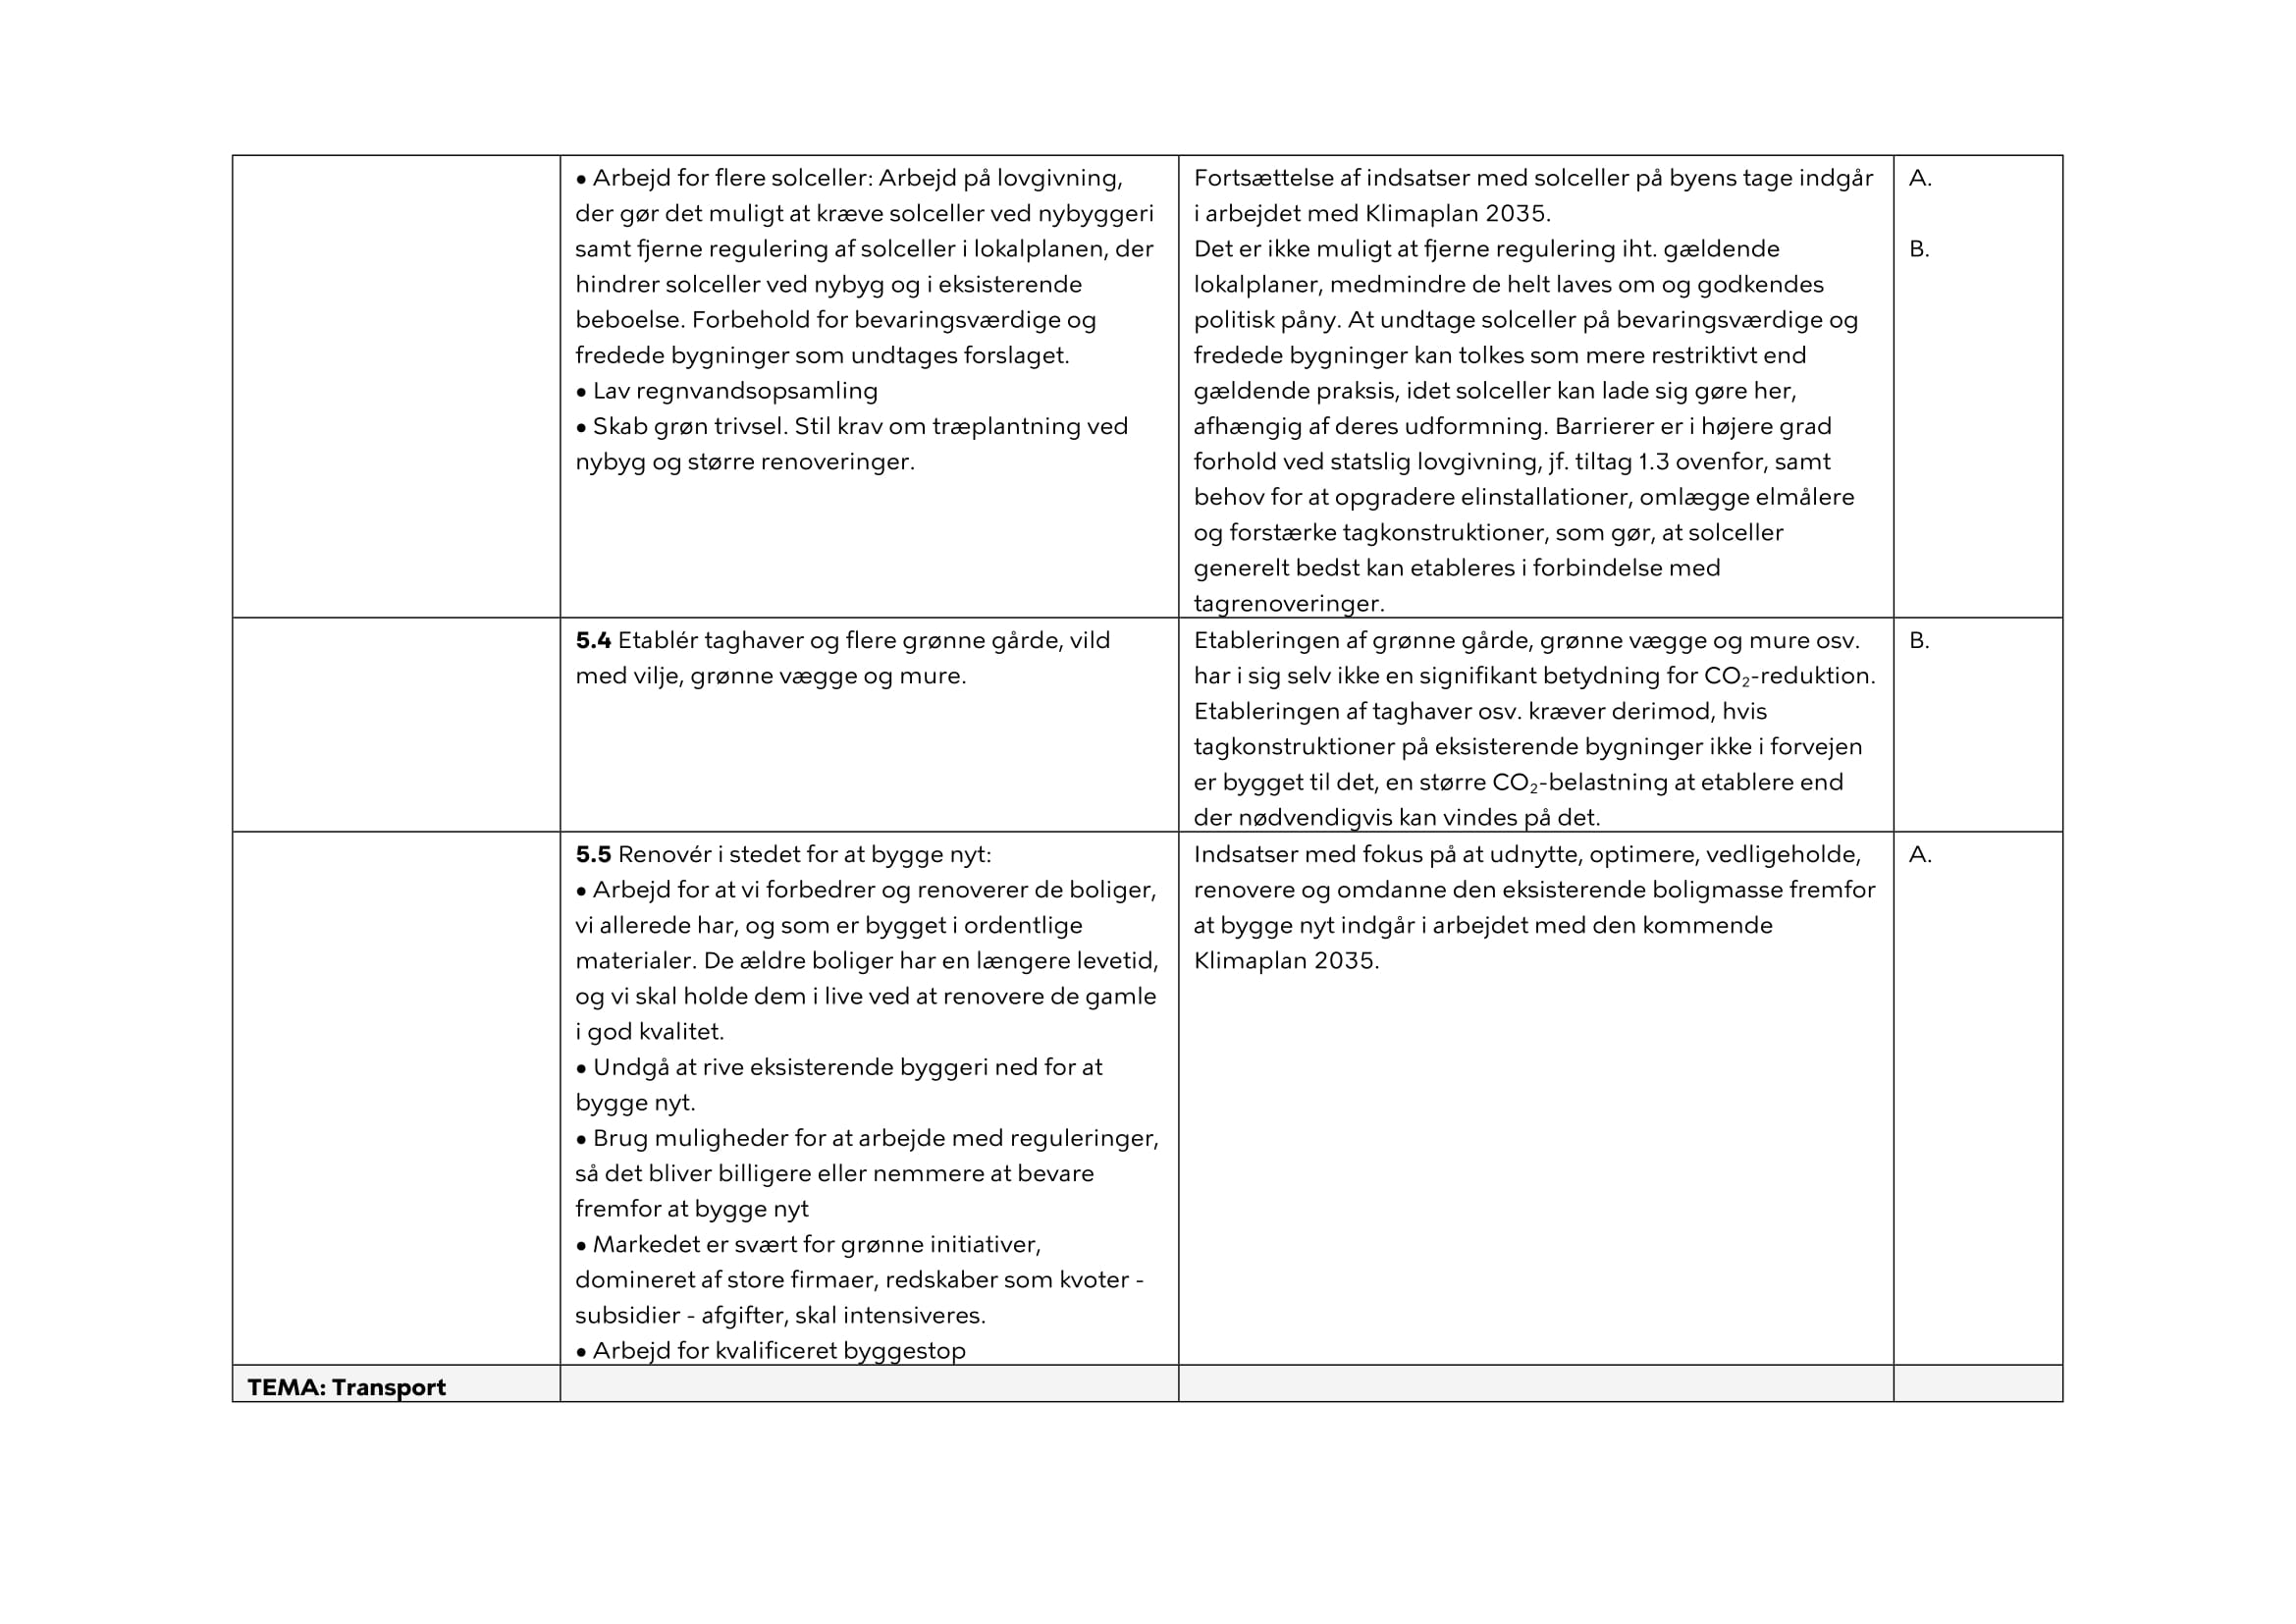 • Arbejd for flere solceller: Arbejd på lovgivning,
der gør det muligt at kræve solceller ved nybyggeri
samt fjerne regulering af solceller i lokalplanen, der
hindrer solceller ved nybyg og i eksisterende
beboelse. Forbehold for bevaringsværdige og
fredede bygninger som undtages forslaget.
• Lav regnvandsopsamling
• Skab grøn trivsel. Stil krav om træplantning ved
nybyg og større renoveringer.
Fortsættelse af indsatser med solceller på byens tage indgår
i arbejdet med Klimaplan 2035.
Det er ikke muligt at fjerne regulering iht. gældende
lokalplaner, medmindre de helt laves om og godkendes
politisk påny. At undtage solceller på bevaringsværdige og
fredede bygninger kan tolkes som mere restriktivt end
gældende praksis, idet solceller kan lade sig gøre her,
afhængig af deres udformning. Barrierer er i højere grad
forhold ved statslig lovgivning, jf. tiltag 1.3 ovenfor, samt
behov for at opgradere elinstallationer, omlægge elmålere
og forstærke tagkonstruktioner, som gør, at solceller
generelt bedst kan etableres i forbindelse med
tagrenoveringer.
A.
B.
5.4 Etablér taghaver og flere grønne gårde, vild
med vilje, grønne vægge og mure.
Etableringen af grønne gårde, grønne vægge og mure osv.
har i sig selv ikke en signifikant betydning for CO₂-reduktion.
Etableringen af taghaver osv. kræver derimod, hvis
tagkonstruktioner på eksisterende bygninger ikke i forvejen
er bygget til det, en større CO₂-belastning at etablere end
der nødvendigvis kan vindes på det.
B.
5.5 Renovér i stedet for at bygge nyt:
• Arbejd for at vi forbedrer og renoverer de boliger,
vi allerede har, og som er bygget i ordentlige
materialer. De ældre boliger har en længere levetid,
og vi skal holde dem i live ved at renovere de gamle
i god kvalitet.
• Undgå at rive eksisterende byggeri ned for at
bygge nyt.
• Brug muligheder for at arbejde med reguleringer,
så det bliver billigere eller nemmere at bevare
fremfor at bygge nyt
• Markedet er svært for grønne initiativer,
domineret af store firmaer, redskaber som kvoter -
subsidier - afgifter, skal intensiveres.
• Arbejd for kvalificeret byggestop
Indsatser med fokus på at udnytte, optimere, vedligeholde,
renovere og omdanne den eksisterende boligmasse fremfor
at bygge nyt indgår i arbejdet med den kommende
Klimaplan 2035.
A.
TEMA: Transport